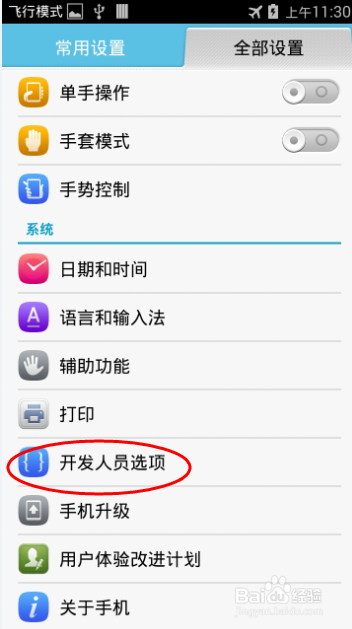 飞行模式 上午11:30
常用设置 全部设置
单手操作
手套模式
手势控制
系统
日期和时间
A 语言和输入法
辅助功能
打印
{ } 开发人员选项
手机升级
用户体验改进计划
i 关于手机
Baidu 经验
jingyan.baidu.com